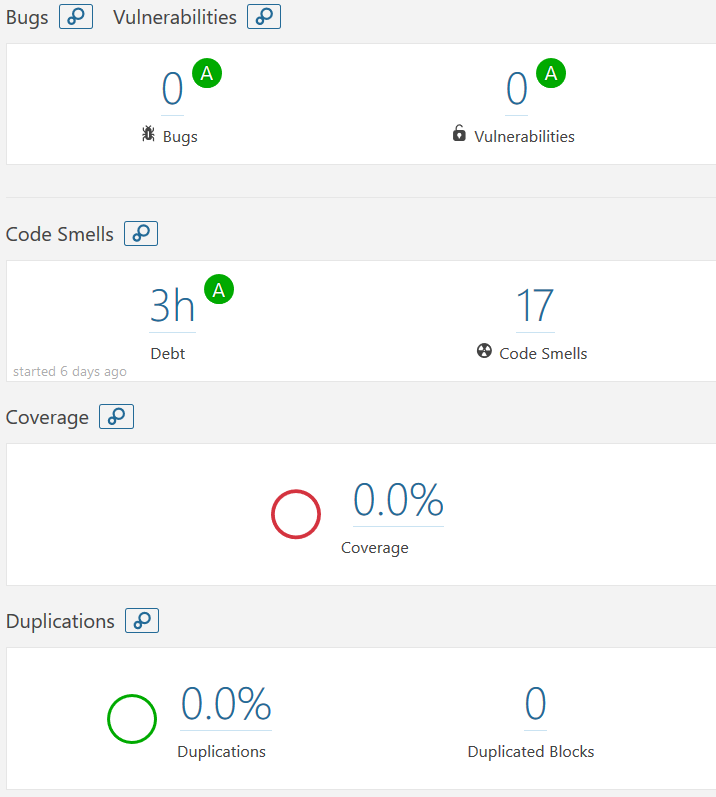 Bugs Vulnerabilities
0 A 0 A
Bugs Vulnerabilities
Code Smells
3h A 17
Debt Code Smells
started 6 days ago
Coverage
0.0%
Coverage
Duplications
0.0% 0
Duplications Duplicated Blocks